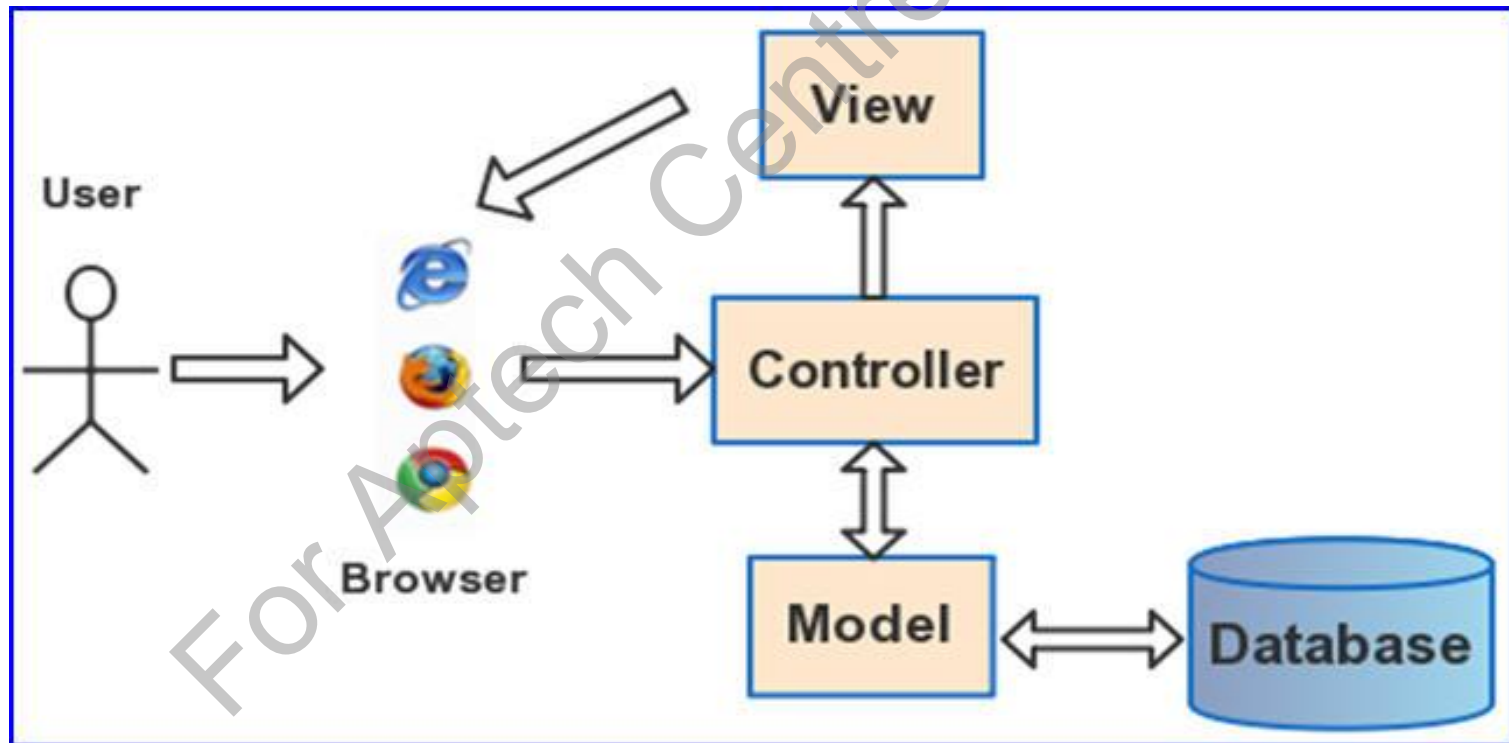 View
User
Controller
Browser
Model
Database
For Aptech Centre